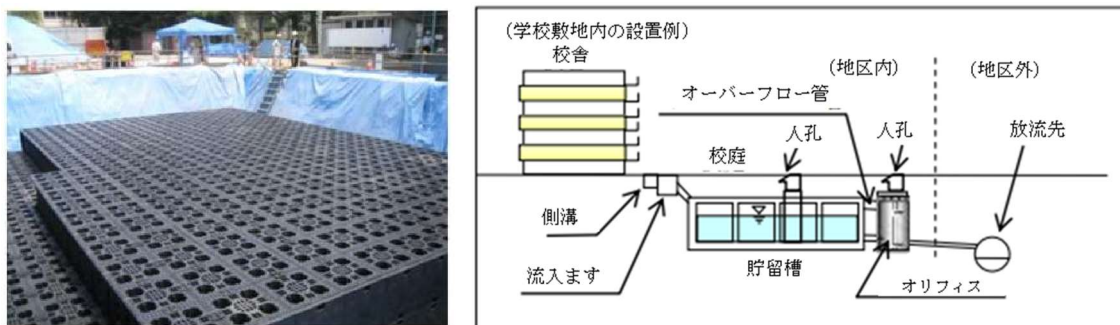 (学校敷地内の設置例)
校舎
(地区内)
(地区外)
オーバーフロー管
人孔
人孔
放流先
校庭
側溝
流入ます
貯留槽
オリフィス